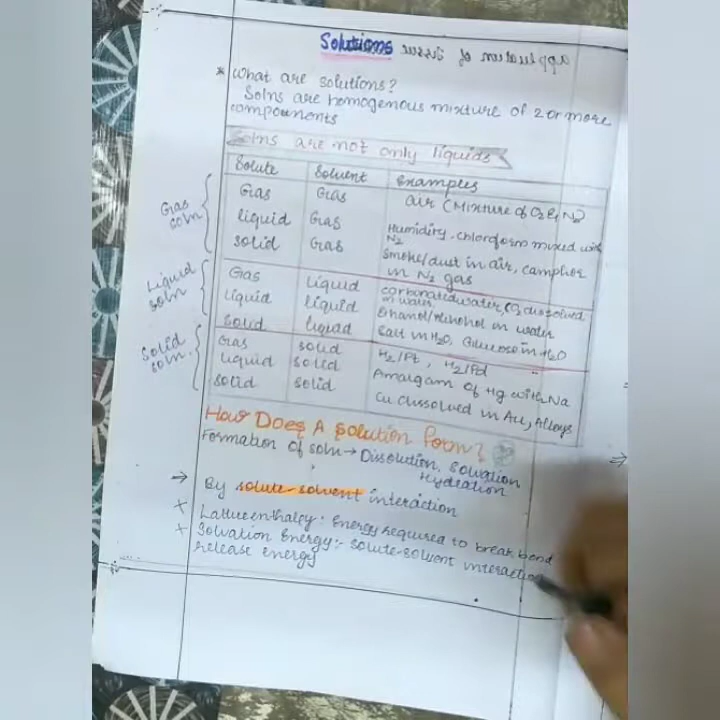 Solutions
* What are solutions?
Solns are homogenous mixture of 2 or more
components
Solns are not only liquids
Solute Solvent Examples
Gas soln.
Gas Gas air (Mixture of O2 & N2)
liquid Gas Humidity, chloroform mixed with N2
solid Gas Smoke/dust in air, camphor in N2 gas
Liquid soln
Gas liquid carbonated water, CO2 dissolved in water
liquid liquid Ethanol/ in water
solid liquid Salt in H2O, Glucose in H2O
Solid soln.
Gas solid H2/Pt, H2/Pd
liquid solid Amalgam of Hg with Na
solid solid Cu dissolved in Au, Alloys
How Does A Solution Form?
Formation of soln → Dissolution, Solvation
Hydration
→ By solute-solvent interaction
Lattice enthalpy: Energy required to break bond
Solvation Energy:- solute-solvent interaction
release energy